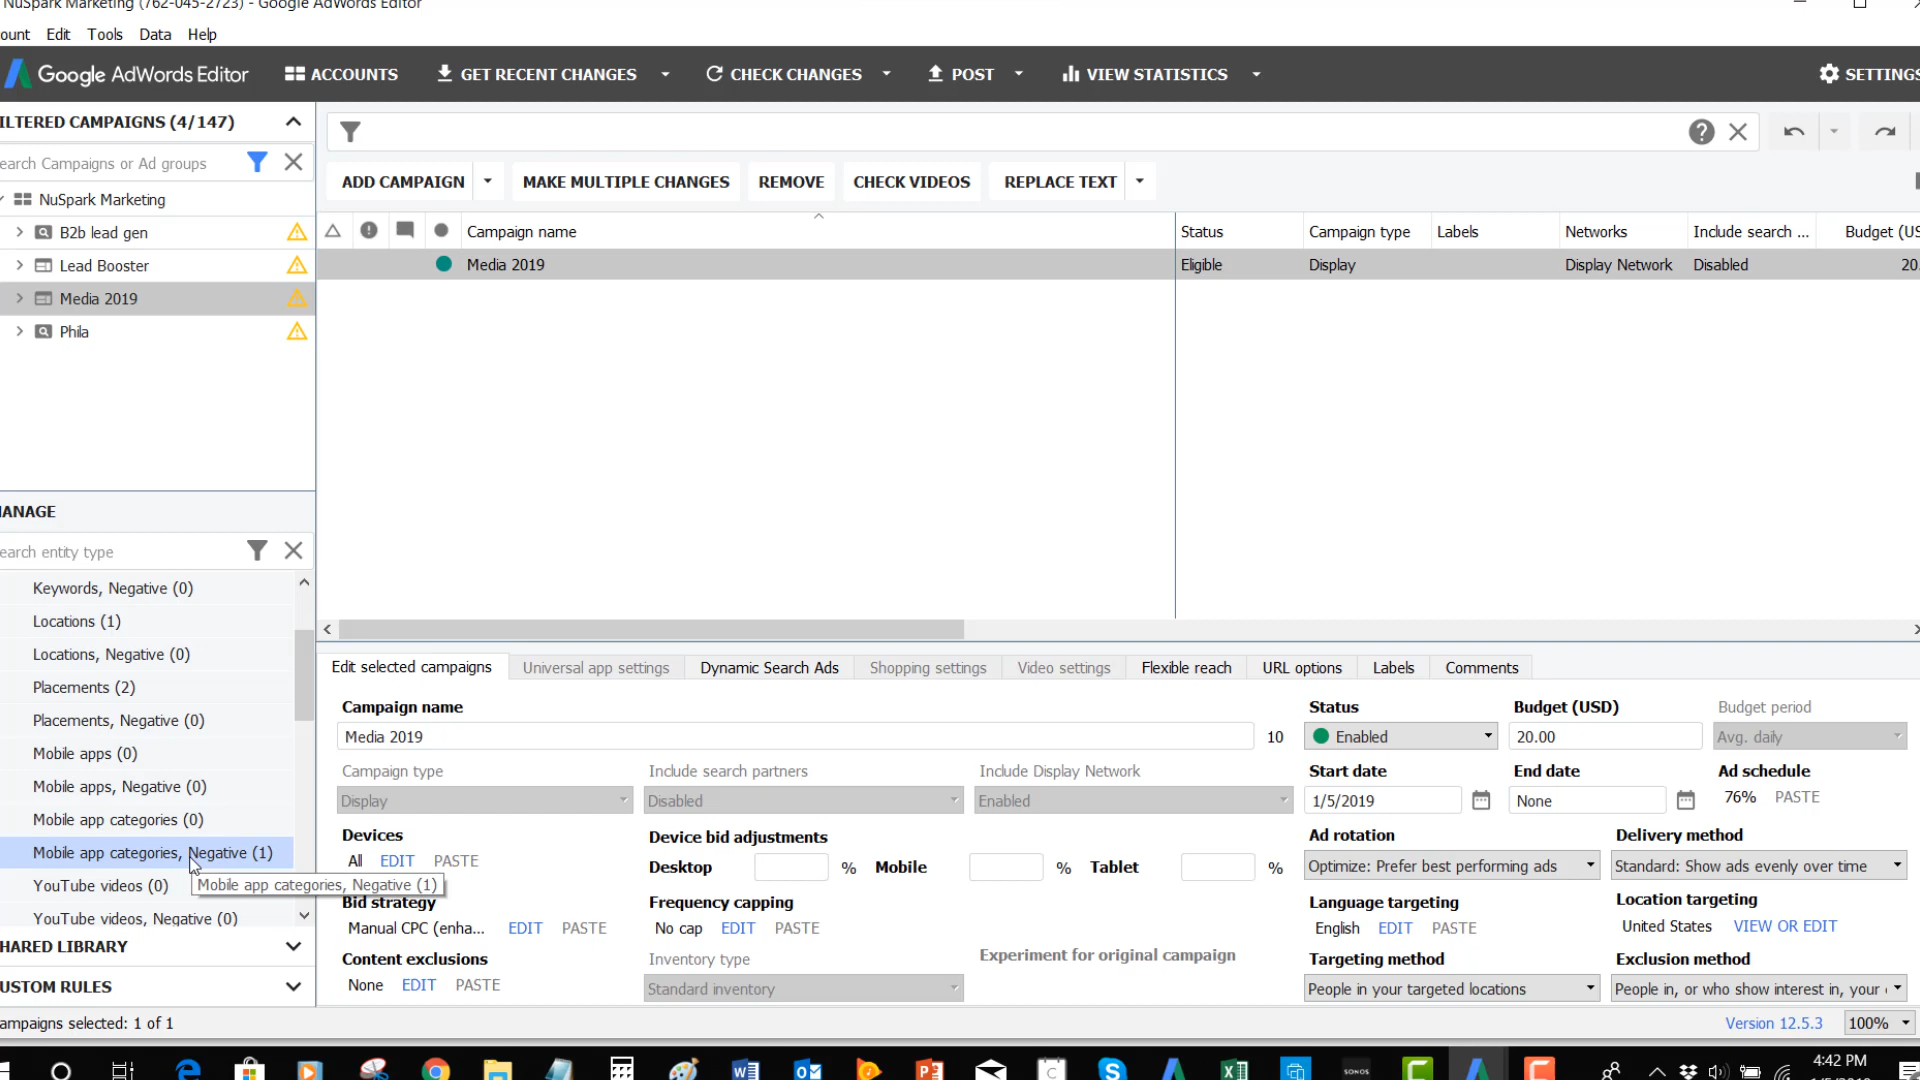 NuSpark Marketing (762-045-2723) - Google AdWords Editor
ount Edit Tools Data Help
Google AdWords Editor ACCOUNTS GET RECENT CHANGES CHECK CHANGES POST VIEW STATISTICS SETTINGS
ILTERED CAMPAIGNS (4/147)
earch Campaigns or Ad groups
NuSpark Marketing
B2b lead gen
Lead Booster
Media 2019
Phila
ADD CAMPAIGN MAKE MULTIPLE CHANGES REMOVE CHECK VIDEOS REPLACE TEXT
Campaign name Status Campaign type Labels Networks Include search ... Budget (US
Media 2019 Eligible Display Display Network Disabled 20.
ANAGE
earch entity type
Keywords, Negative (0)
Locations (1)
Locations, Negative (0)
Placements (2)
Placements, Negative (0)
Mobile apps (0)
Mobile apps, Negative (0)
Mobile app categories (0)
Mobile app categories, Negative (1)
Mobile app categories, Negative (1)
YouTube videos (0)
YouTube videos, Negative (0)
HARED LIBRARY
USTOM RULES
Edit selected campaigns Universal app settings Dynamic Search Ads Shopping settings Video settings Flexible reach URL options Labels Comments
Campaign name Status Budget (USD) Budget period
Media 2019 10 Enabled 20.00 Avg. daily
Campaign type Include search partners Include Display Network Start date End date Ad schedule
Display Disabled Enabled 1/5/2019 None 76% PASTE
Devices Device bid adjustments Ad rotation Delivery method
All EDIT PASTE Desktop % Mobile % Tablet % Optimize: Prefer best performing ads Standard: Show ads evenly over time
Bid strategy Frequency capping Language targeting Location targeting
Manual CPC (enha... EDIT PASTE No cap EDIT PASTE English EDIT PASTE United States VIEW OR EDIT
Content exclusions Inventory type Experiment for original campaign Targeting method Exclusion method
None EDIT PASTE Standard inventory People in your targeted locations People in, or who show interest in, your
ampaigns selected: 1 of 1 Version 12.5.3 100%
SONOS
4:42 PM